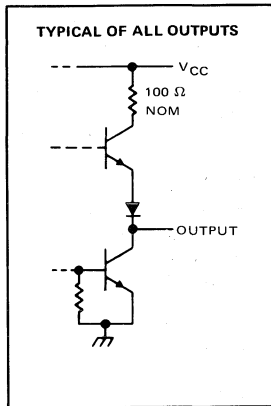 TYPICAL OF ALL OUTPUTS
VCC
100 Ω
NOM
OUTPUT